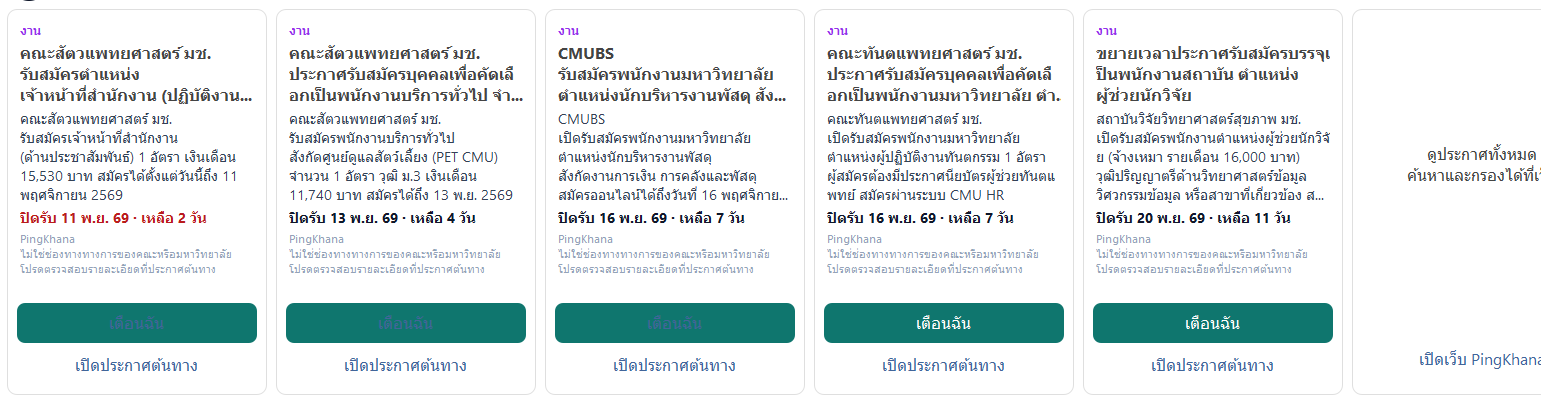 งาน
คณะสัตวแพทยศาสตร์ มช.
รับสมัครตำแหน่ง
เจ้าหน้าที่สำนักงาน (ปฏิบัติงาน...
คณะสัตวแพทยศาสตร์ มช.
รับสมัครเจ้าหน้าที่สำนักงาน
(ด้านประชาสัมพันธ์) 1 อัตรา เงินเดือน
15,530 บาท สมัครได้ตั้งแต่วันนี้ถึง 11
พฤศจิกายน 2569
ปิดรับ 11 พ.ย. 69 · เหลือ 2 วัน
PingKhana
ไม่ใช่ช่องทางทางการของคณะหรือมหาวิทยาลัย
โปรดตรวจสอบรายละเอียดที่ประกาศต้นทาง
เตือนฉัน
เปิดประกาศต้นทาง
งาน
คณะสัตวแพทยศาสตร์ มช.
ประกาศรับสมัครบุคคลเพื่อคัดเลื
อกเป็นพนักงานบริการทั่วไป จำ...
คณะสัตวแพทยศาสตร์ มช.
รับสมัครพนักงานบริการทั่วไป
สังกัดศูนย์ดูแลสัตว์เลี้ยง (PET CMU)
จำนวน 1 อัตรา วุฒิ ม.3 เงินเดือน
11,740 บาท สมัครได้ถึง 13 พ.ย. 2569
ปิดรับ 13 พ.ย. 69 · เหลือ 4 วัน
PingKhana
ไม่ใช่ช่องทางทางการของคณะหรือมหาวิทยาลัย
โปรดตรวจสอบรายละเอียดที่ประกาศต้นทาง
เตือนฉัน
เปิดประกาศต้นทาง
งาน
CMUBS
รับสมัครพนักงานมหาวิทยาลัย
ตำแหน่งนักบริหารงานพัสดุ สัง...
CMUBS
เปิดรับสมัครพนักงานมหาวิทยาลัย
ตำแหน่งนักบริหารงานพัสดุ
สังกัดงานการเงิน การคลังและพัสดุ
สมัครออนไลน์ได้ถึงวันที่ 16 พฤศจิกาย...
ปิดรับ 16 พ.ย. 69 · เหลือ 7 วัน
PingKhana
ไม่ใช่ช่องทางทางการของคณะหรือมหาวิทยาลัย
โปรดตรวจสอบรายละเอียดที่ประกาศต้นทาง
เตือนฉัน
เปิดประกาศต้นทาง
งาน
คณะทันตแพทยศาสตร์ มช.
ประกาศรับสมัครบุคคลเพื่อคัดเลื
อกเป็นพนักงานมหาวิทยาลัย ตำ...
คณะทันตแพทยศาสตร์ มช.
เปิดรับสมัครพนักงานมหาวิทยาลัย
ตำแหน่งผู้ปฏิบัติงานทันตกรรม 1 อัตรา
ผู้สมัครต้องมีประกาศนียบัตรผู้ช่วยทันตแ
พทย์ สมัครผ่านระบบ CMU HR
ปิดรับ 16 พ.ย. 69 · เหลือ 7 วัน
PingKhana
ไม่ใช่ช่องทางทางการของคณะหรือมหาวิทยาลัย
โปรดตรวจสอบรายละเอียดที่ประกาศต้นทาง
เตือนฉัน
เปิดประกาศต้นทาง
งาน
ขยายเวลาประกาศรับสมัครบรรจุเ
ป็นพนักงานสถาบัน ตำแหน่ง
ผู้ช่วยนักวิจัย
สถาบันวิจัยวิทยาศาสตร์สุขภาพ มช.
เปิดรับสมัครพนักงานตำแหน่งผู้ช่วยนักวิจั
ย (จ้างเหมา รายเดือน 16,000 บาท)
วุฒิปริญญาตรีด้านวิทยาศาสตร์ข้อมูล
วิศวกรรมข้อมูล หรือสาขาที่เกี่ยวข้อง ส...
ปิดรับ 20 พ.ย. 69 · เหลือ 11 วัน
PingKhana
ไม่ใช่ช่องทางทางการของคณะหรือมหาวิทยาลัย
โปรดตรวจสอบรายละเอียดที่ประกาศต้นทาง
เตือนฉัน
เปิดประกาศต้นทาง
ดูประกาศทั้งหมด
ค้นหาและกรองได้ที่เ
เปิดเว็บ PingKhana